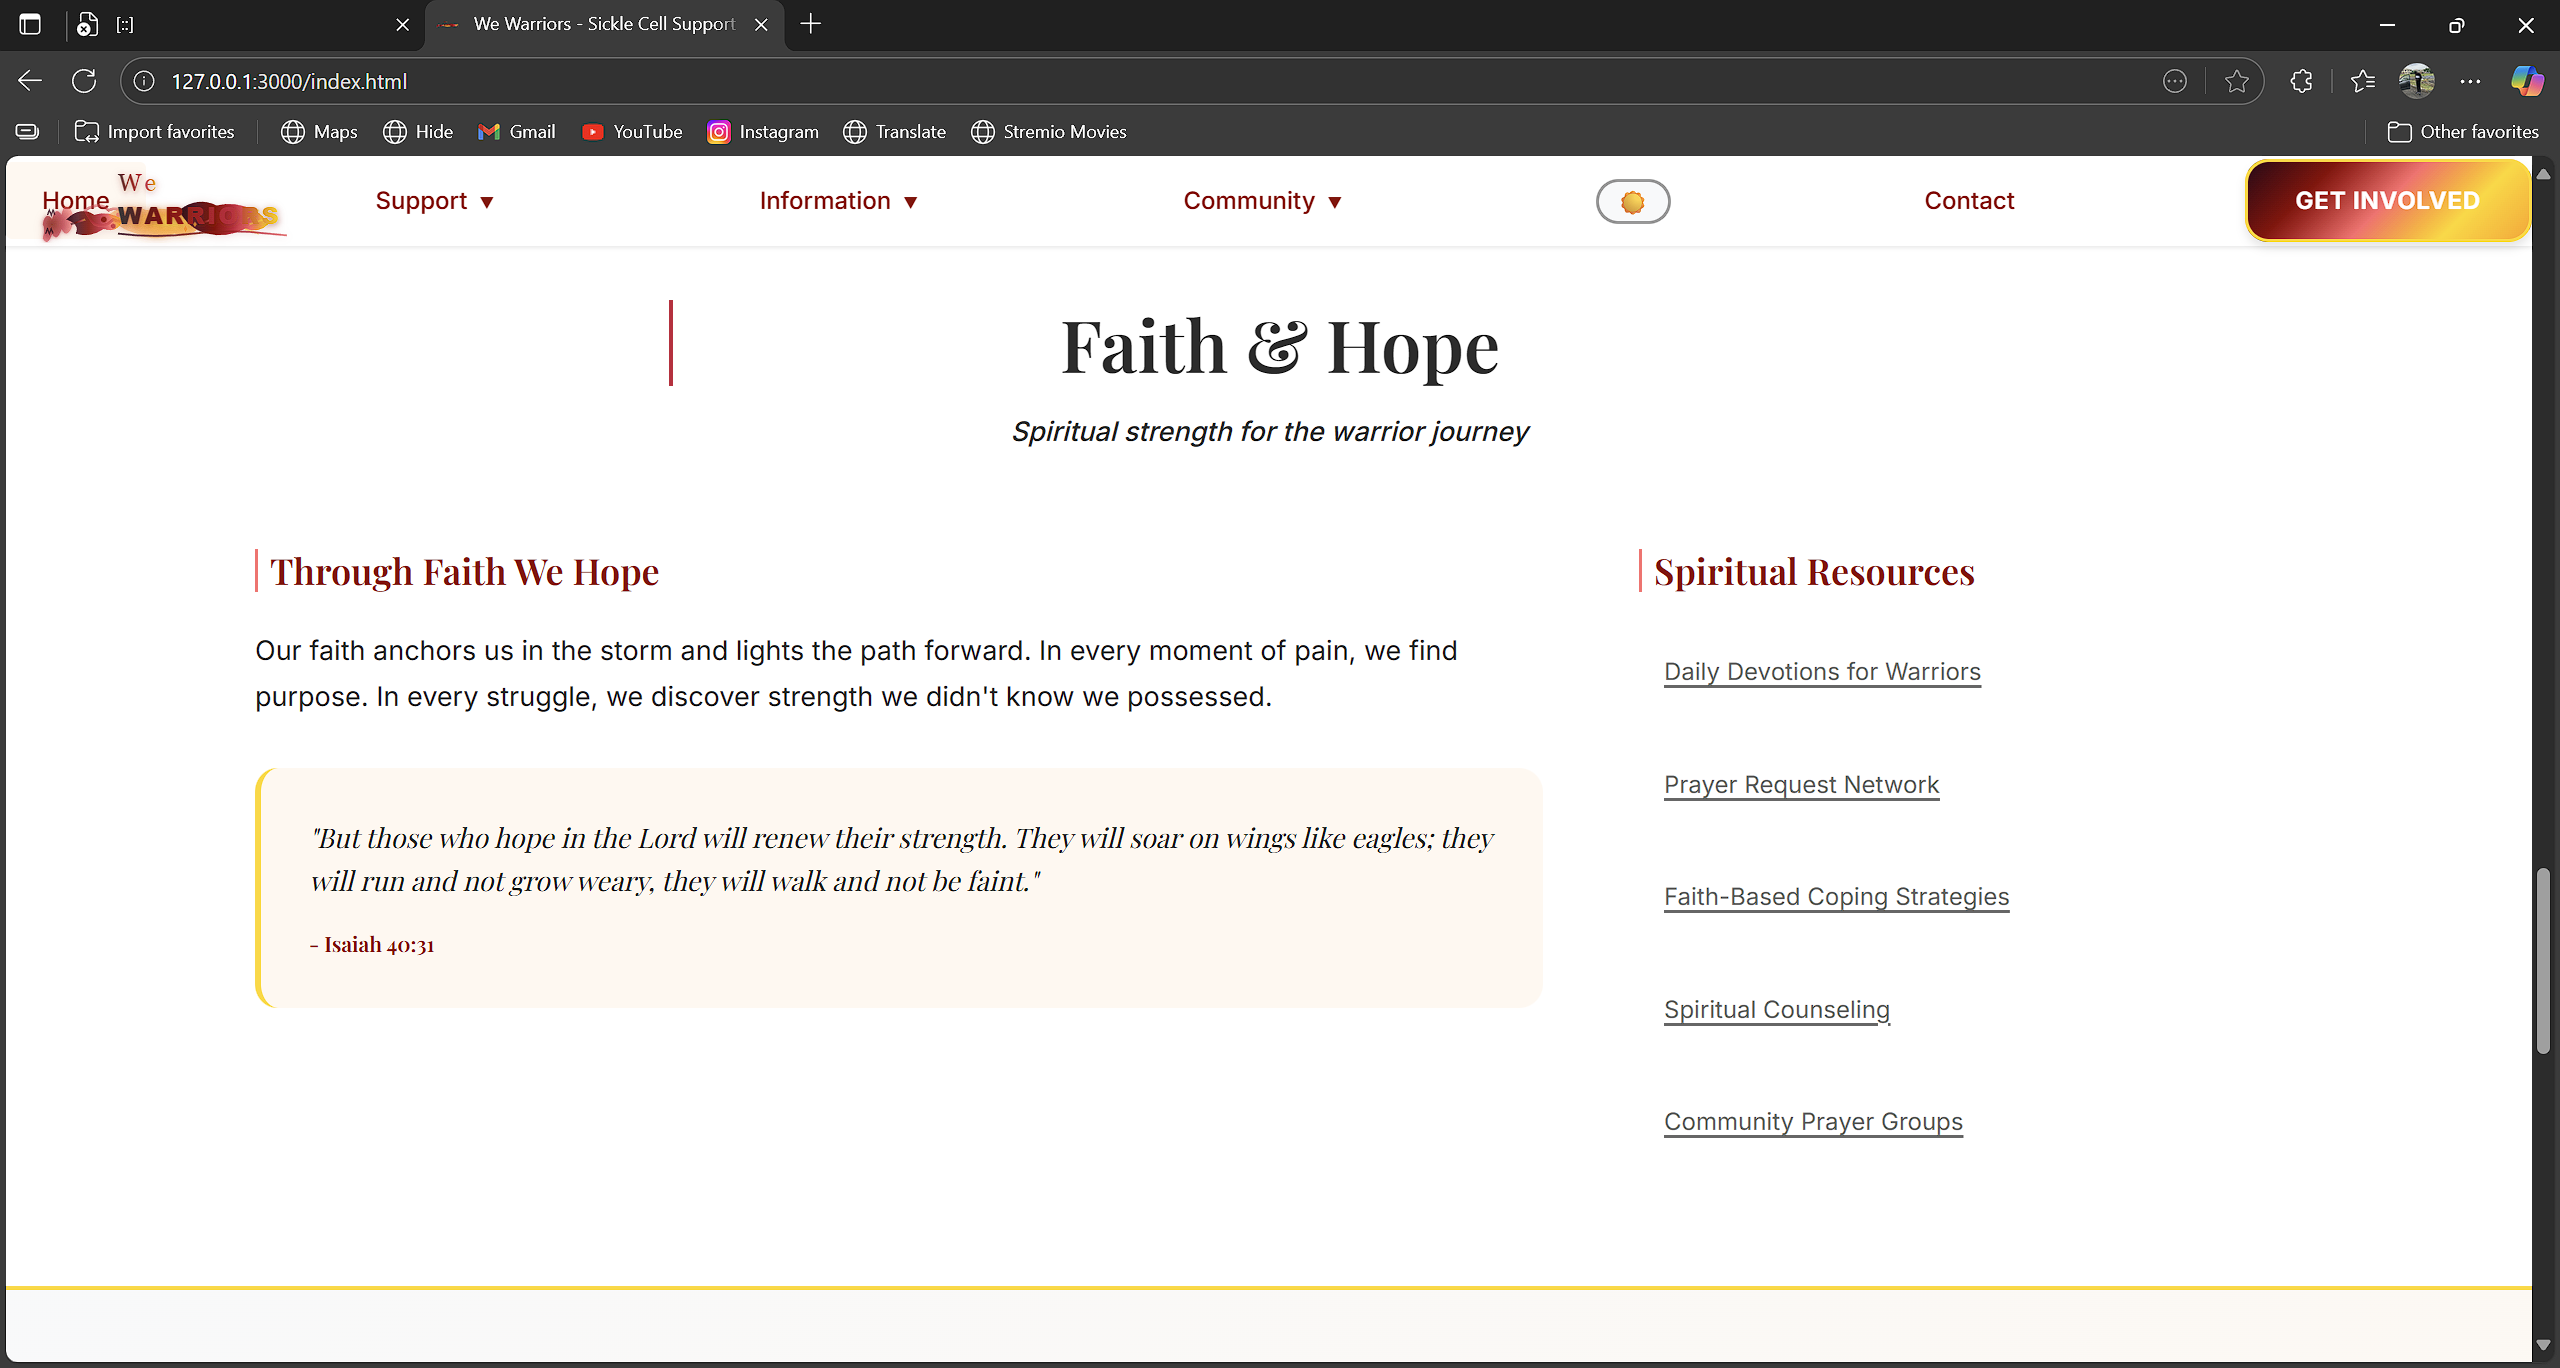 [::]
We Warriors - Sickle Cell Support
127.0.0.1:3000/index.html
Import favorites
Maps
Hide
Gmail
YouTube
Instagram
Translate
Stremio Movies
Other favorites
Home
We
WARRIORS
Support ▼
Information ▼
Community ▼
Contact
GET INVOLVED
Faith & Hope
Spiritual strength for the warrior journey
Through Faith We Hope
Our faith anchors us in the storm and lights the path forward. In every moment of pain, we find
purpose. In every struggle, we discover strength we didn't know we possessed.
"But those who hope in the Lord will renew their strength. They will soar on wings like eagles; they
will run and not grow weary, they will walk and not be faint."
- Isaiah 40:31
Spiritual Resources
Daily Devotions for Warriors
Prayer Request Network
Faith-Based Coping Strategies
Spiritual Counseling
Community Prayer Groups